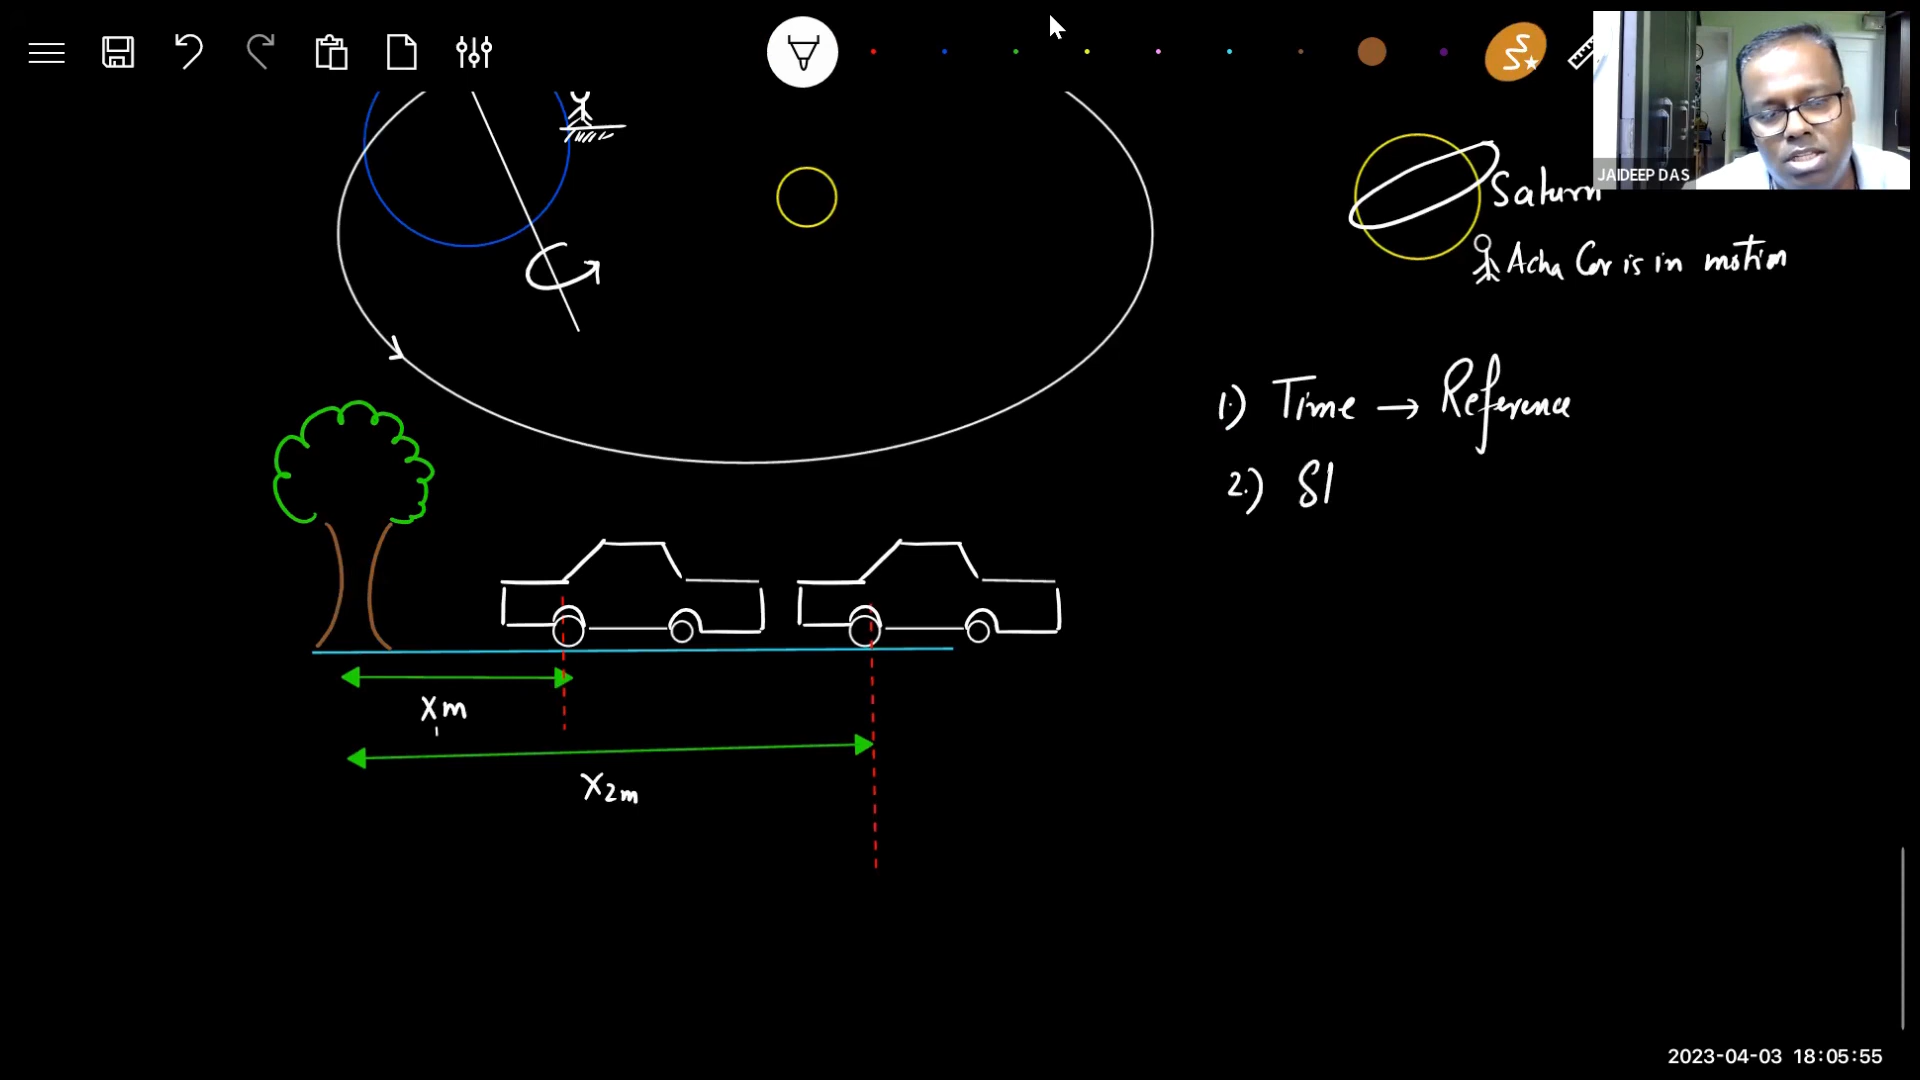 JAIDEEP DAS
Saturn
Acha Car is in motion
1.) Time → Reference
2.) SI
X m
1
X2m
2023-04-03 18:05:55